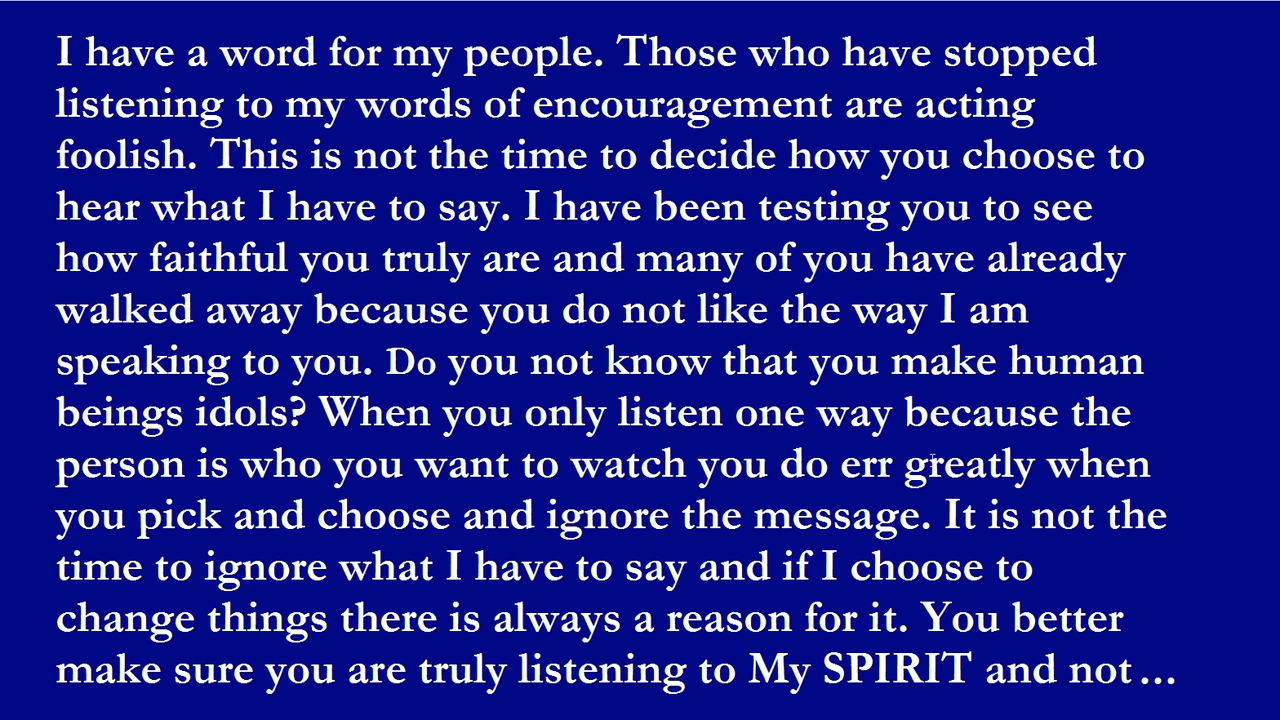 I have a word for my people. Those who have stopped
listening to my words of encouragement are acting
foolish. This is not the time to decide how you choose to
hear what I have to say. I have been testing you to see
how faithful you truly are and many of you have already
walked away because you do not like the way I am
speaking to you. Do you not know that you make human
beings idols? When you only listen one way because the
person is who you want to watch you do err greatly when
you pick and choose and ignore the message. It is not the
time to ignore what I have to say and if I choose to
change things there is always a reason for it. You better
make sure you are truly listening to My SPIRIT and not ...